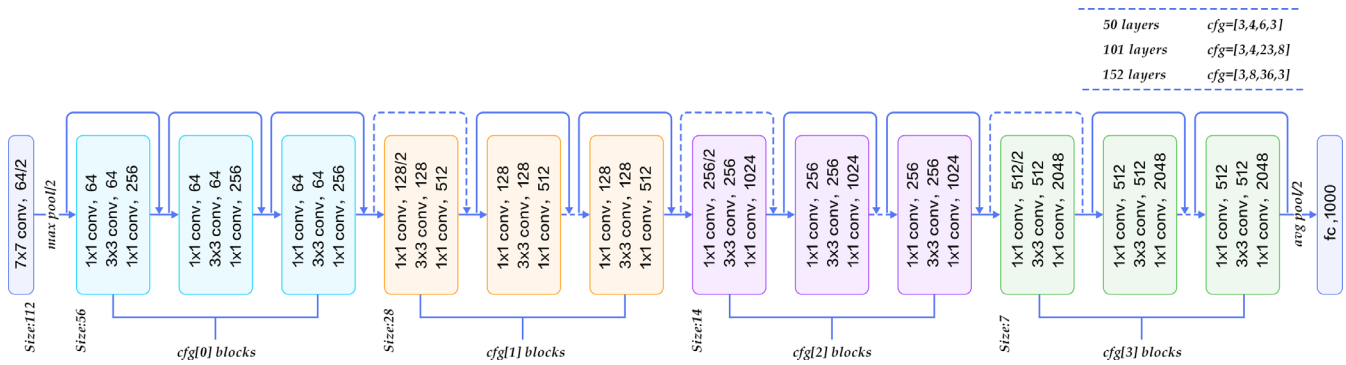 50 layers cfg=[3,4,6,3]
101 layers cfg=[3,4,23,8]
152 layers cfg=[3,8,36,3]
7x7 conv, 64/2
max pool/2
1x1 conv, 64
3x3 conv, 64
1x1 conv, 256
1x1 conv, 64
3x3 conv, 64
1x1 conv, 256
1x1 conv, 64
3x3 conv, 64
1x1 conv, 256
1x1 conv, 128/2
3x3 conv, 128
1x1 conv, 512
1x1 conv, 128
3x3 conv, 128
1x1 conv, 512
1x1 conv, 128
3x3 conv, 128
1x1 conv, 512
1x1 conv, 256/2
3x3 conv, 256
1x1 conv, 1024
1x1 conv, 256
3x3 conv, 256
1x1 conv, 1024
1x1 conv, 256
3x3 conv, 256
1x1 conv, 1024
1x1 conv, 512/2
3x3 conv, 512
1x1 conv, 2048
1x1 conv, 512
3x3 conv, 512
1x1 conv, 2048
1x1 conv, 512
3x3 conv, 512
1x1 conv, 2048
avg pool/2
fc ,1000
Size:112
Size:56
cfg[0] blocks
Size:28
cfg[1] blocks
Size:14
cfg[2] blocks
Size:7
cfg[3] blocks